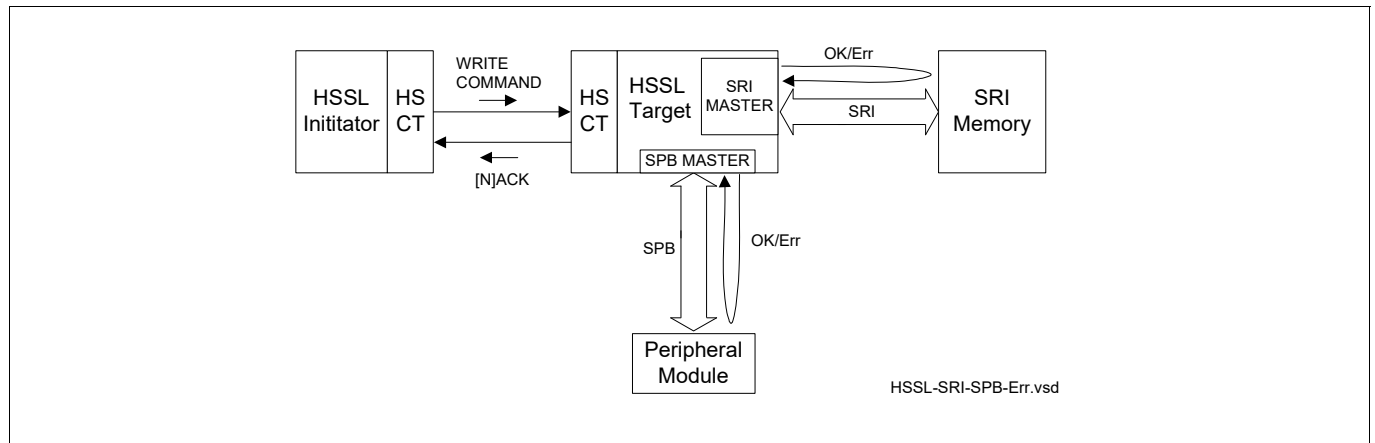 WRITE
COMMAND
HSSL
Inititator
HS
CT
[N]ACK
HS
CT
HSSL
Target
SRI
MASTER
SPB MASTER
OK/Err
SRI
SRI
Memory
SPB
OK/Err
Peripheral
Module
HSSL-SRI-SPB-Err.vsd